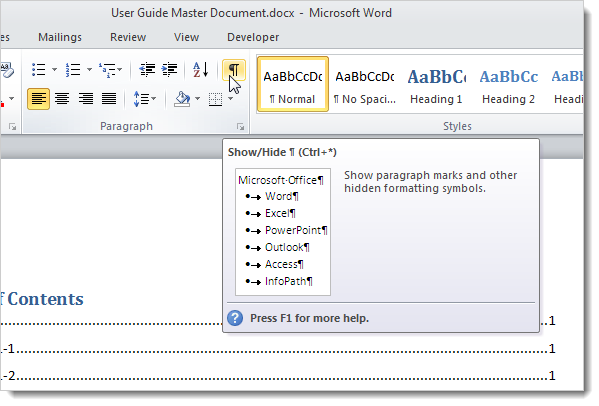 User Guide Master Document.docx - Microsoft Word
es Mailings Review View Developer
A Z ¶
AaBbCcDc AaBbCcDc AaBbCc AaBbCc AaBbCcI
¶ Normal ¶ No Spaci... Heading 1 Heading 2 Headi
Paragraph Styles
Show/Hide ¶ (Ctrl+*)
Microsoft·Office¶
•→ Word¶
•→ Excel¶
•→ PowerPoint¶
•→ Outlook¶
•→ Access¶
•→ InfoPath¶
Show paragraph marks and other
hidden formatting symbols.
? Press F1 for more help.
f Contents
1
-1 1
-2 1